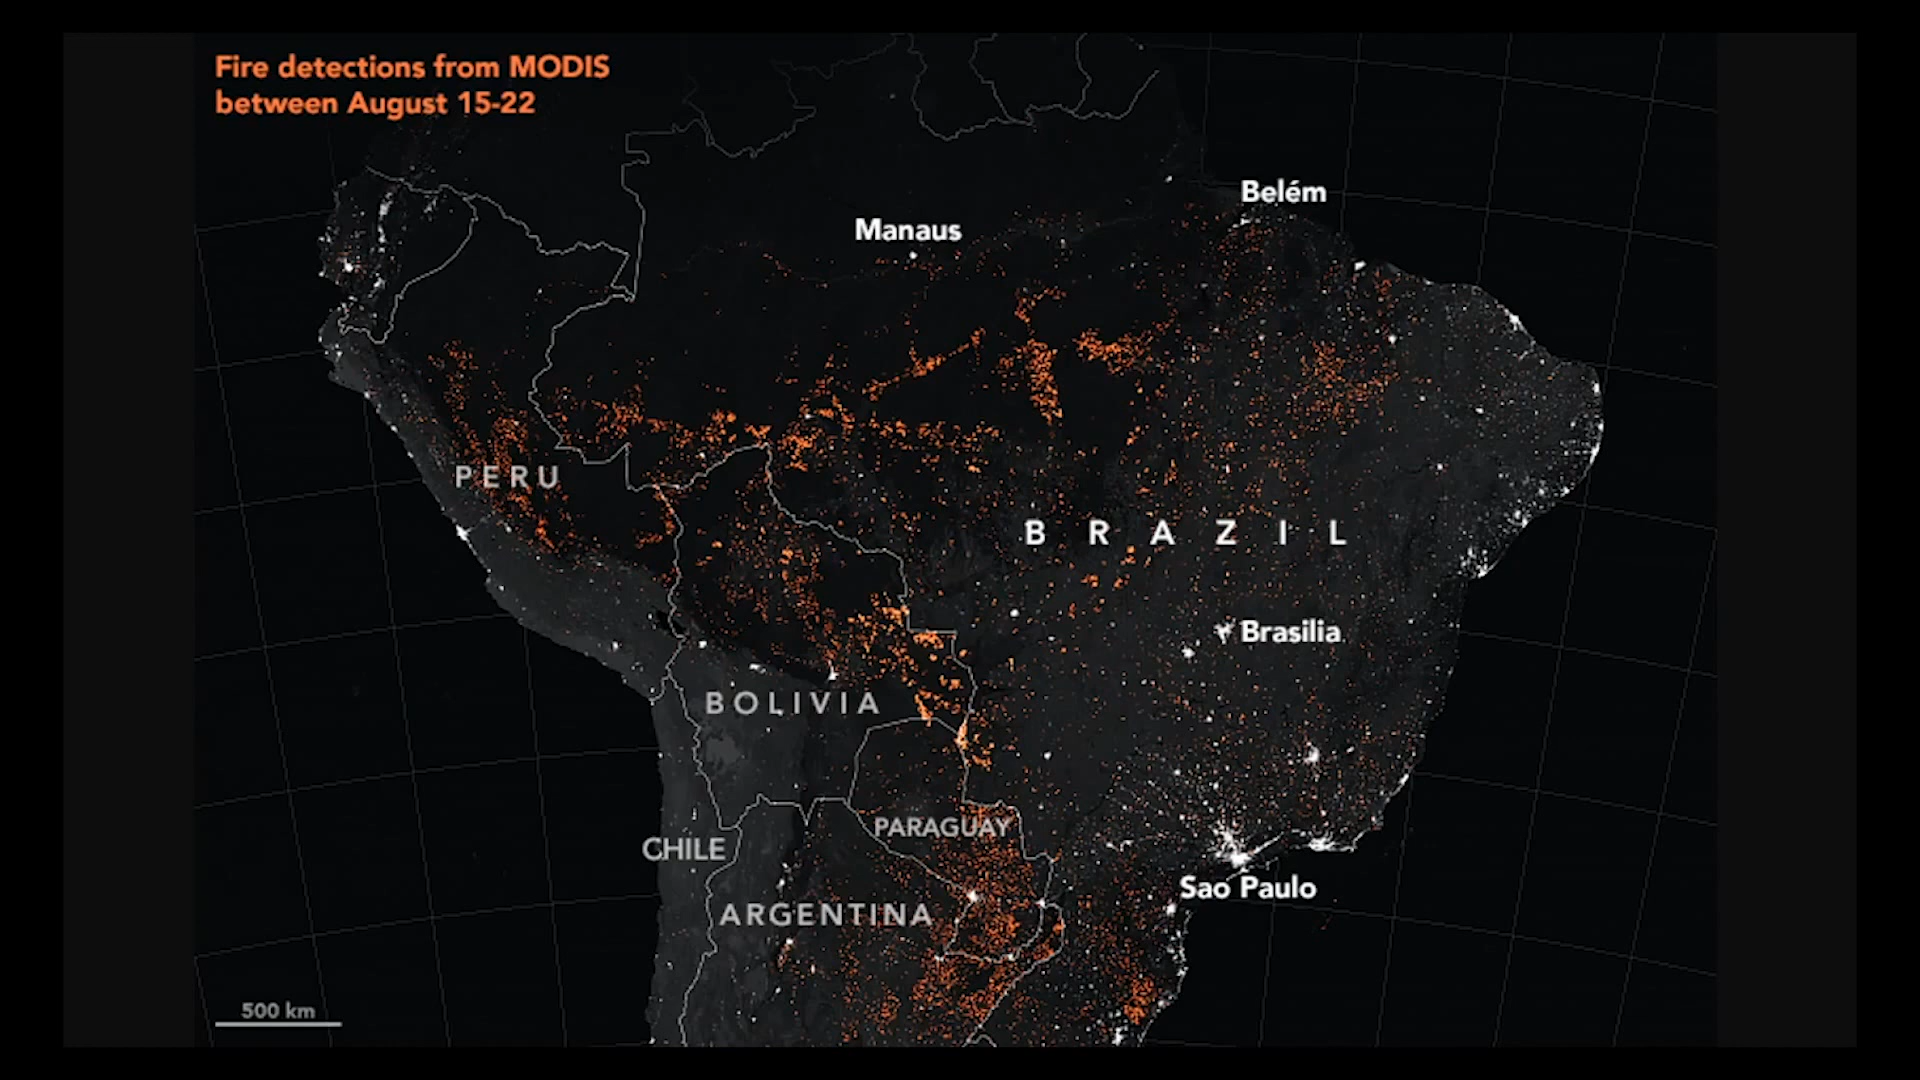 Fire detections from MODIS
between August 15-22
Belém
Manaus
PERU
BRAZIL
Brasilia
BOLIVIA
PARAGUAY
CHILE
Sao Paulo
ARGENTINA
500 km